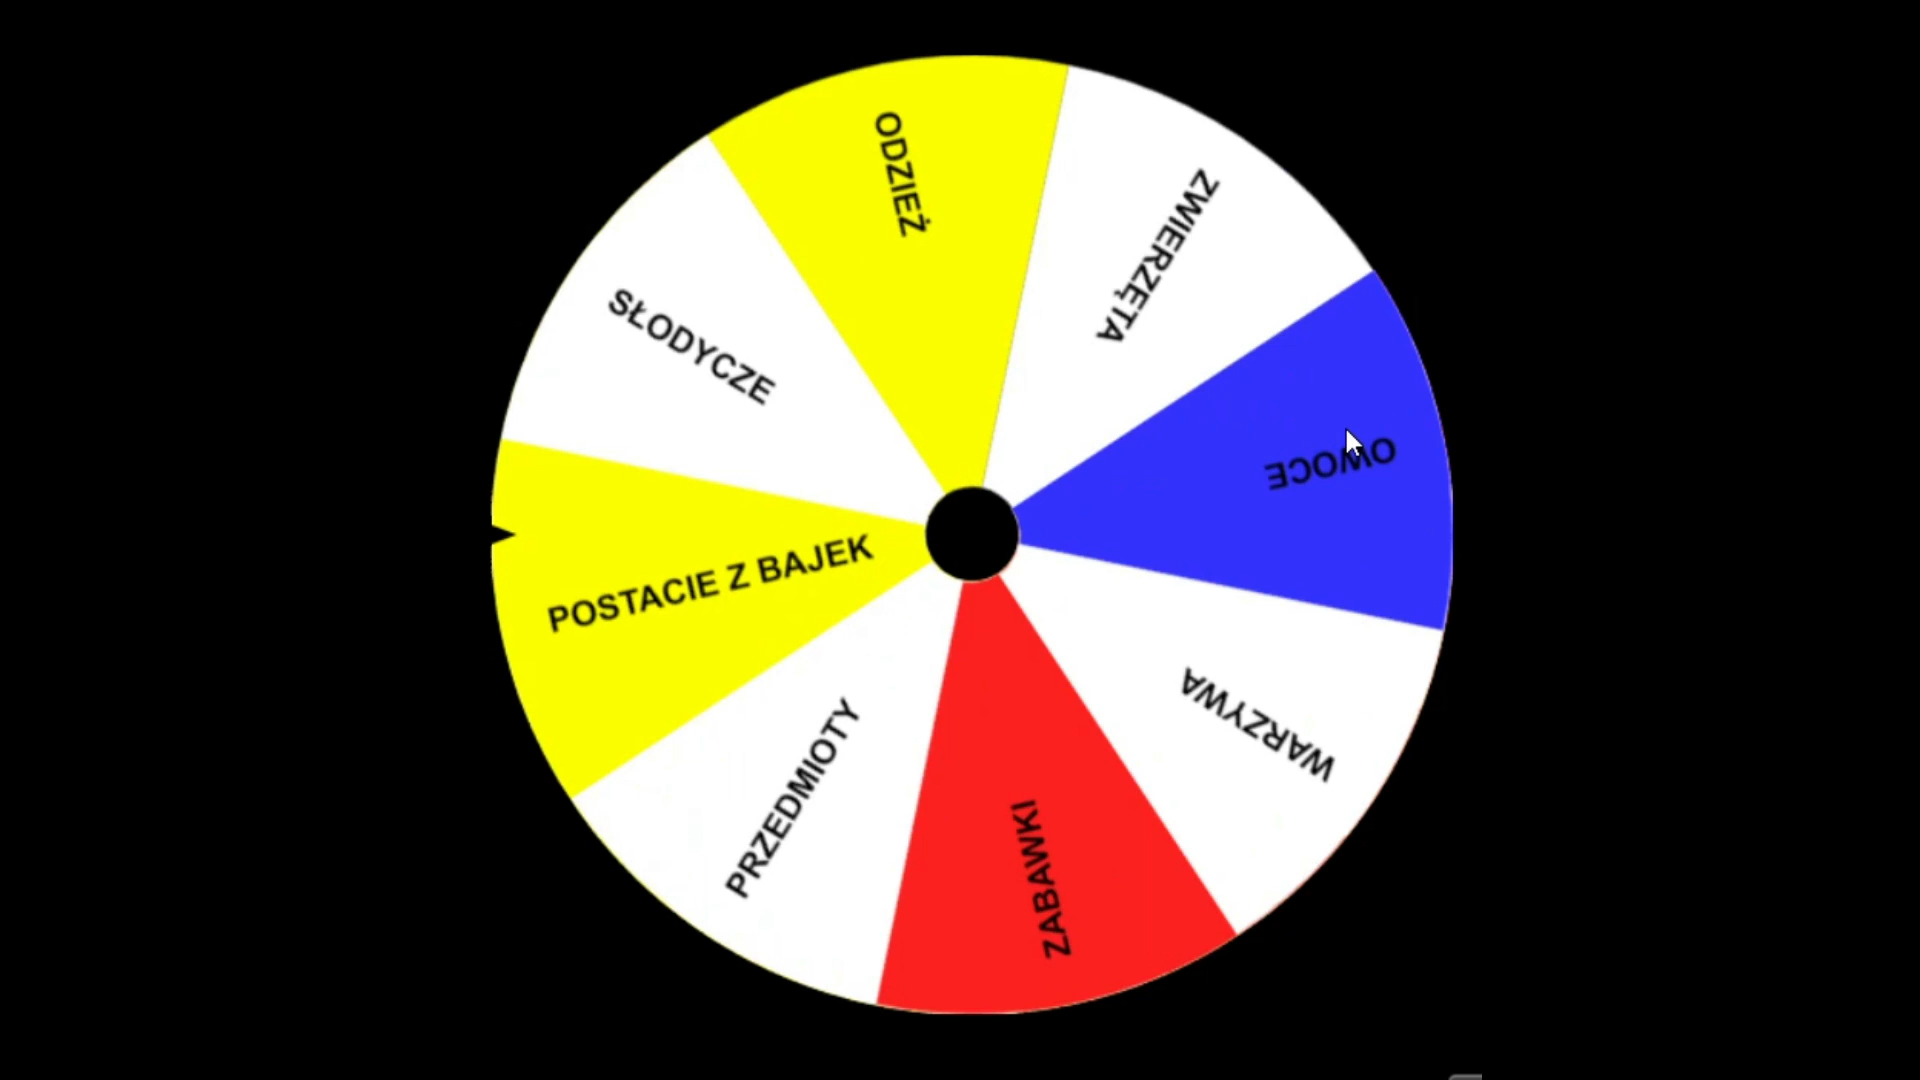 ODZIEŻ
ZWIERZĘTA
OWOCE
WARZYWA
ZABAWKI
PRZEDMIOTY
POSTACIE Z BAJEK
SŁODYCZE